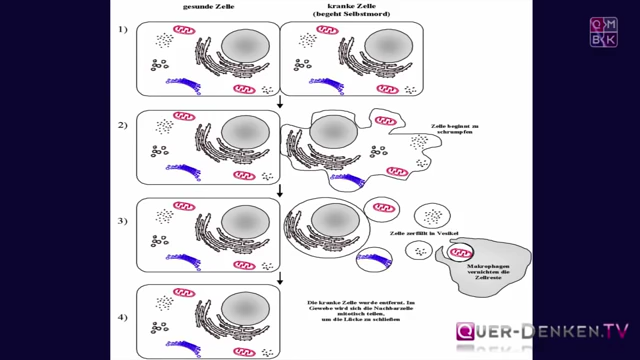 gesunde Zelle
kranke Zelle
(begeht Selbstmord)
QMBK
1)
2)
Zelle beginnt zu
schrumpfen
3)
Zelle zerfällt in Vesikel
Makrophagen
vernichten die
Zellreste
4)
Die kranke Zelle wurde entfernt. Im
Gewebe wird sich die Nachbarzelle
mitotisch teilen,
um die Lücke zu schließen
QUER-DENKEN.TV